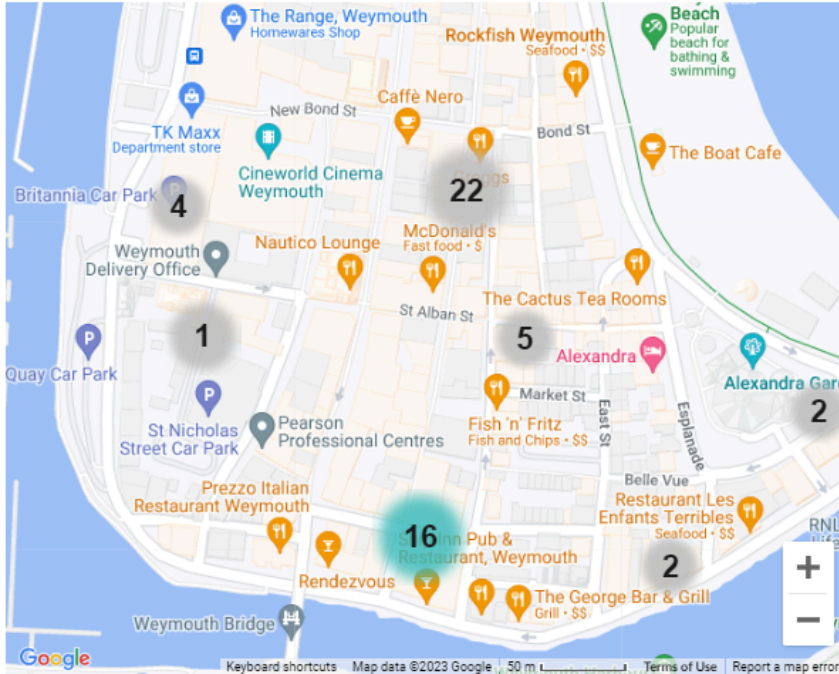 The Range, Weymouth
Homewares Shop
Beach
Popular
beach for
bathing &
swimming
Rockfish Weymouth
Seafood • $$
Caffè Nero
New Bond St
Bond St
TK Maxx
Department store
Cineworld Cinema
Weymouth
The Boat Cafe
Britannia Car Park
P
4
22
Greggs
McDonald's
Fast food • $
Weymouth
Delivery Office
Nautico Lounge
The Cactus Tea Rooms
St Alban St
1
5
P
Quay Car Park
Alexandra
Alexandra Gar
Market St
2
P
St Nicholas
Street Car Park
Fish 'n' Fritz
Fish and Chips • $$
East St
Esplanade
Pearson
Professional Centres
Belle Vue
Prezzo Italian
Restaurant Weymouth
Restaurant Les
Enfants Terribles
Seafood • $$
RNL
16
Inn Pub &
Restaurant, Weymouth
2
Rendezvous
The George Bar & Grill
Grill • $$
+
−
Weymouth Bridge
Google
Keyboard shortcuts
Map data ©2023 Google
50 m
Terms of Use
Report a map error